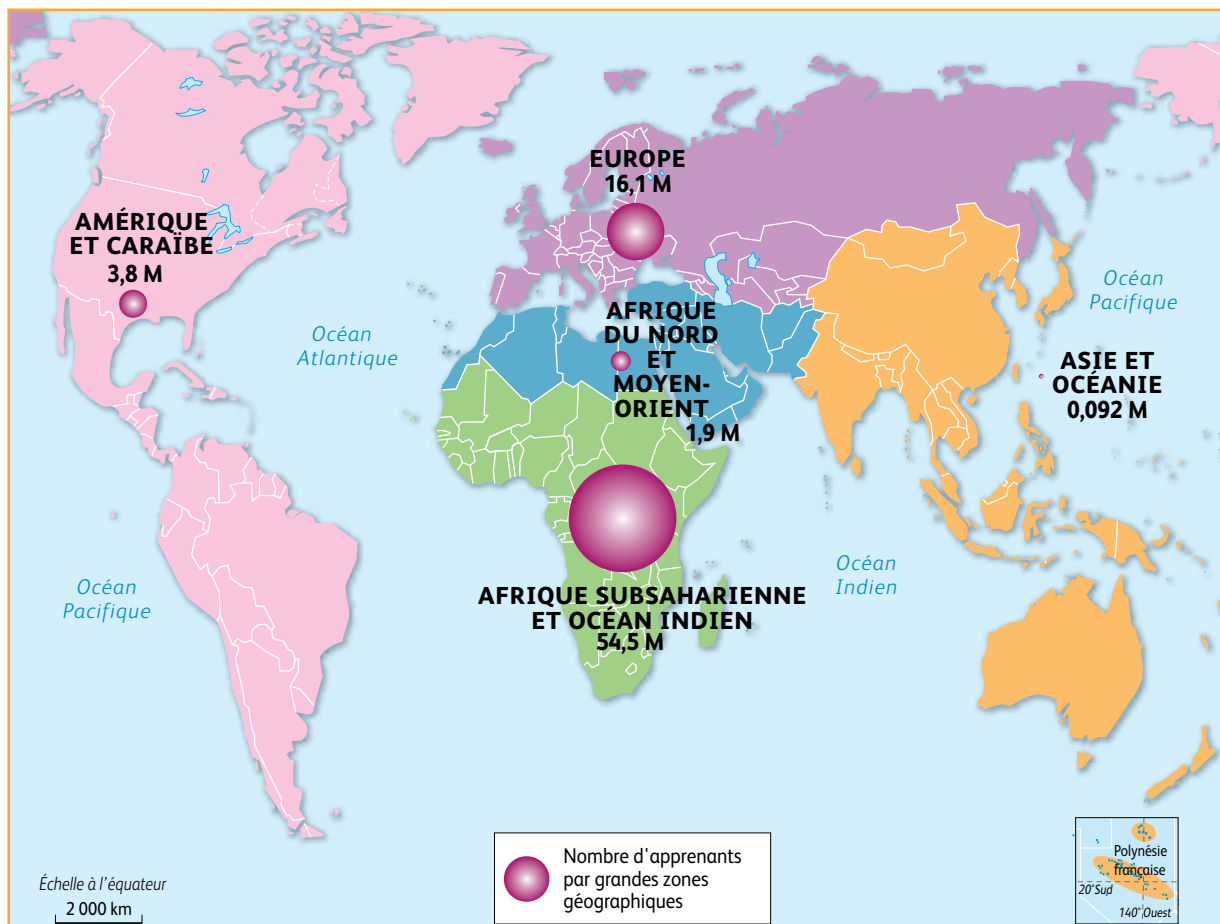 EUROPE
16,1 M
AMÉRIQUE
ET CARAÏBE
3,8 M
Océan
Pacifique
Océan
Atlantique
AFRIQUE
DU NORD
ET
MOYEN-
ORIENT
1,9 M
ASIE ET
OCÉANIE
0,092 M
Océan
Pacifique
Océan
Indien
AFRIQUE SUBSAHARIENNE
ET OCÉAN INDIEN
54,5 M
Échelle à l'équateur
2 000 km
Nombre d'apprenants
par grandes zones
géographiques
Polynésie
française
20°Sud
140°Ouest